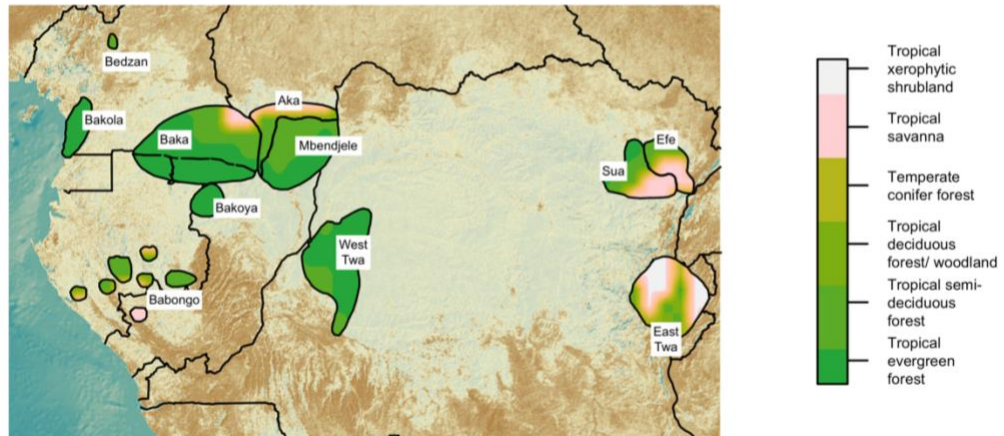 Bedzan
Bakola
Baka
Aka
Mbendjele
Bakoya
West
Twa
Babongo
Efe
Sua
East
Twa
Tropical
xerophytic
shrubland
Tropical
savanna
Temperate
conifer forest
Tropical
deciduous
forest/ woodland
Tropical semi-
deciduous
forest
Tropical
evergreen
forest